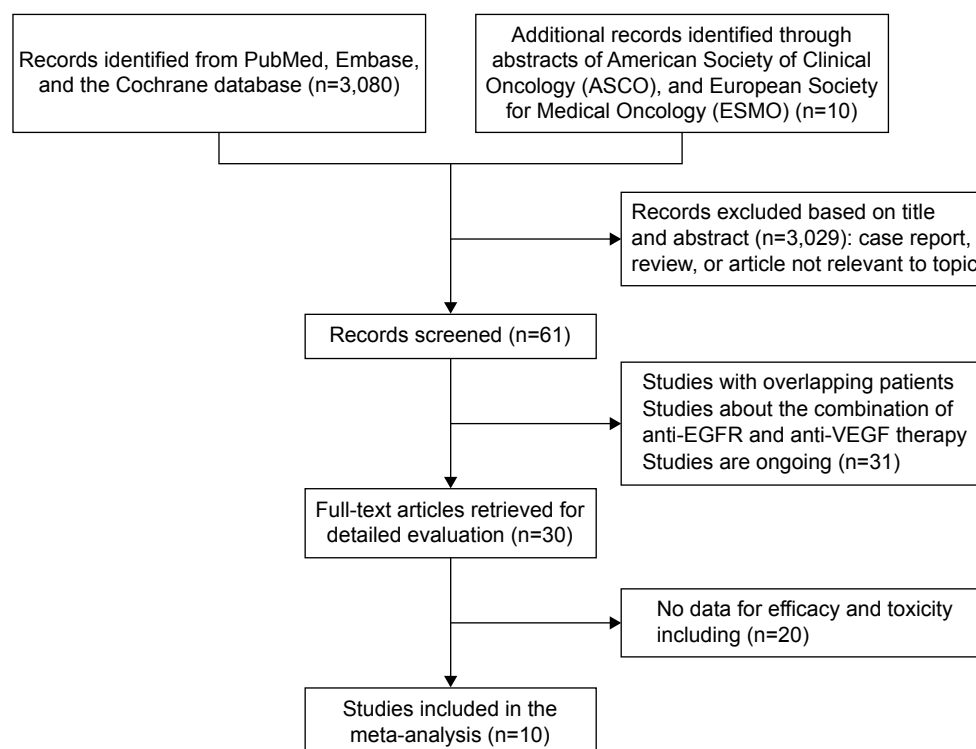 Records identified from PubMed, Embase,
and the Cochrane database (n=3,080)
Additional records identified through
abstracts of American Society of Clinical
Oncology (ASCO), and European Society
for Medical Oncology (ESMO) (n=10)
Records excluded based on title
and abstract (n=3,029): case report,
review, or article not relevant to topic
Records screened (n=61)
Studies with overlapping patients
Studies about the combination of
anti-EGFR and anti-VEGF therapy
Studies are ongoing (n=31)
Full-text articles retrieved for
detailed evaluation (n=30)
No data for efficacy and toxicity
including (n=20)
Studies included in the
meta-analysis (n=10)